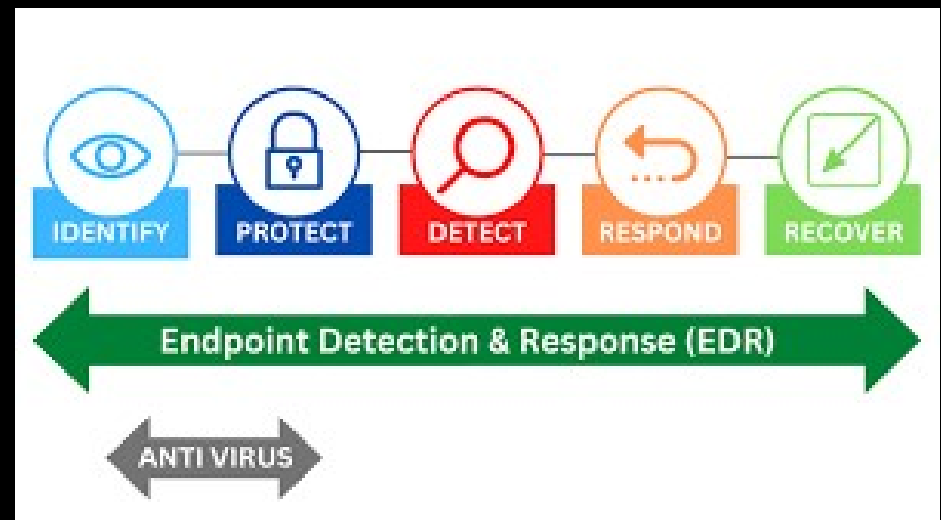 IDENTIFY PROTECT DETECT RESPOND RECOVER
Endpoint Detection & Response (EDR)
ANTI VIRUS